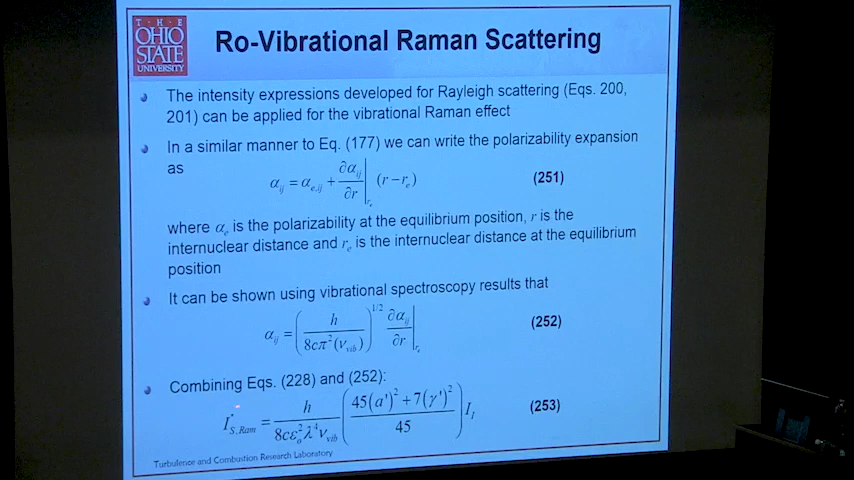 T · H · E
OHIO
STATE
UNIVERSITY
Ro-Vibrational Raman Scattering
The intensity expressions developed for Rayleigh scattering (Eqs. 200,
201) can be applied for the vibrational Raman effect
In a similar manner to Eq. (177) we can write the polarizability expansion
as
α_ij = α_e,ij + ∂α_ij/∂r |_r_e (r − r_e) (251)
where α_e is the polarizability at the equilibrium position, r is the
internuclear distance and r_e is the internuclear distance at the equilibrium
position
It can be shown using vibrational spectroscopy results that
α_ij = (h / 8cπ²(ν_vib))^1/2 ∂α_ij/∂r |_r_e (252)
Combining Eqs. (228) and (252):
I"_S,Ram = h / 8cε_o²λ⁴ν_vib (45(a')² + 7(γ')² / 45) I_I (253)
Turbulence and Combustion Research Laboratory